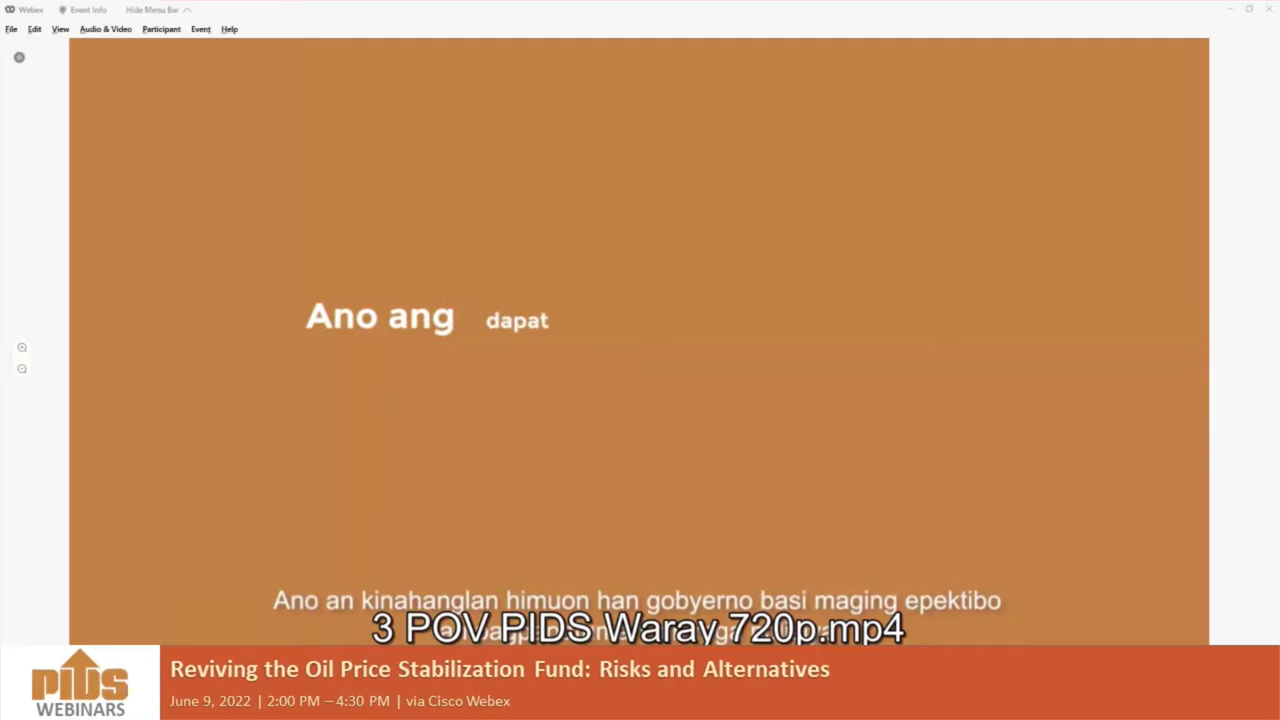 Webex Event Info Hide Menu Bar
File Edit View Audio & Video Participant Event Help
Ano ang dapat
Ano an kinahanglan himuon han gobyerno basi maging epektibo
3 POV PIDS Waray 720p.mp4
PIDS
WEBINARS
Reviving the Oil Price Stabilization Fund: Risks and Alternatives
June 9, 2022 | 2:00 PM – 4:30 PM | via Cisco Webex